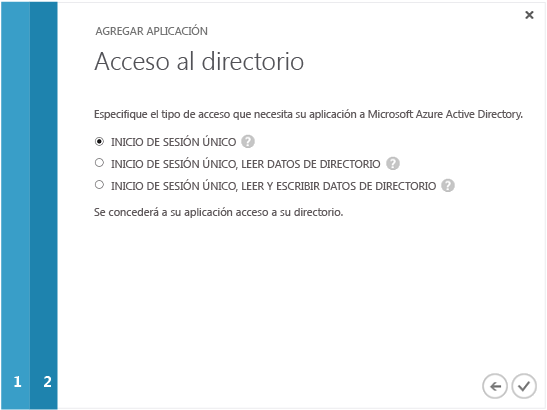 AGREGAR APLICACIÓN
Acceso al directorio
Especifique el tipo de acceso que necesita su aplicación a Microsoft Azure Active Directory.
INICIO DE SESIÓN ÚNICO ?
INICIO DE SESIÓN ÚNICO, LEER DATOS DE DIRECTORIO ?
INICIO DE SESIÓN ÚNICO, LEER Y ESCRIBIR DATOS DE DIRECTORIO ?
Se concederá a su aplicación acceso a su directorio.
1 2